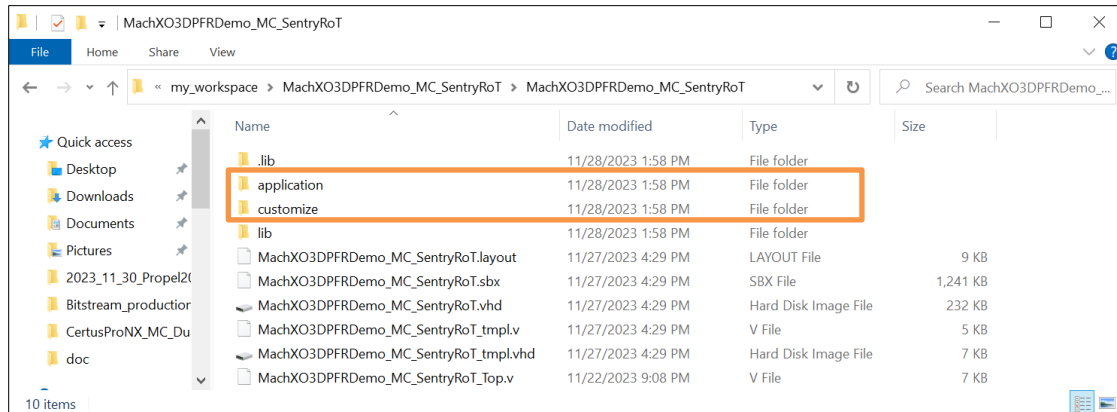 MachXO3DPFRDemo_MC_SentryRoT
File Home Share View
« my_workspace > MachXO3DPFRDemo_MC_SentryRoT > MachXO3DPFRDemo_MC_SentryRoT Search MachXO3DPFRDemo_...
Name Date modified Type Size
Quick access
Desktop
Downloads
Documents
Pictures
2023_11_30_Propel20
Bitstream_production
CertusProNX_MC_Du
doc
.lib 11/28/2023 1:58 PM File folder
application 11/28/2023 1:58 PM File folder
customize 11/28/2023 1:58 PM File folder
lib 11/28/2023 1:58 PM File folder
MachXO3DPFRDemo_MC_SentryRoT.layout 11/27/2023 4:29 PM LAYOUT File 9 KB
MachXO3DPFRDemo_MC_SentryRoT.sbx 11/27/2023 4:29 PM SBX File 1,241 KB
MachXO3DPFRDemo_MC_SentryRoT.vhd 11/27/2023 4:29 PM Hard Disk Image File 232 KB
MachXO3DPFRDemo_MC_SentryRoT_tmpl.v 11/27/2023 4:29 PM V File 5 KB
MachXO3DPFRDemo_MC_SentryRoT_tmpl.vhd 11/27/2023 4:29 PM Hard Disk Image File 7 KB
MachXO3DPFRDemo_MC_SentryRoT_Top.v 11/22/2023 9:08 PM V File 7 KB
10 items